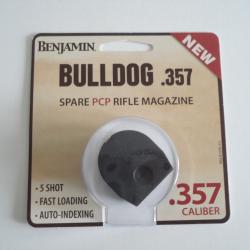 BENJAMIN.
NEW
BULLDOG .357
SPARE PCP RIFLE MAGAZINE
• 5 SHOT
• FAST LOADING
• AUTO-INDEXING
.357
CALIBER